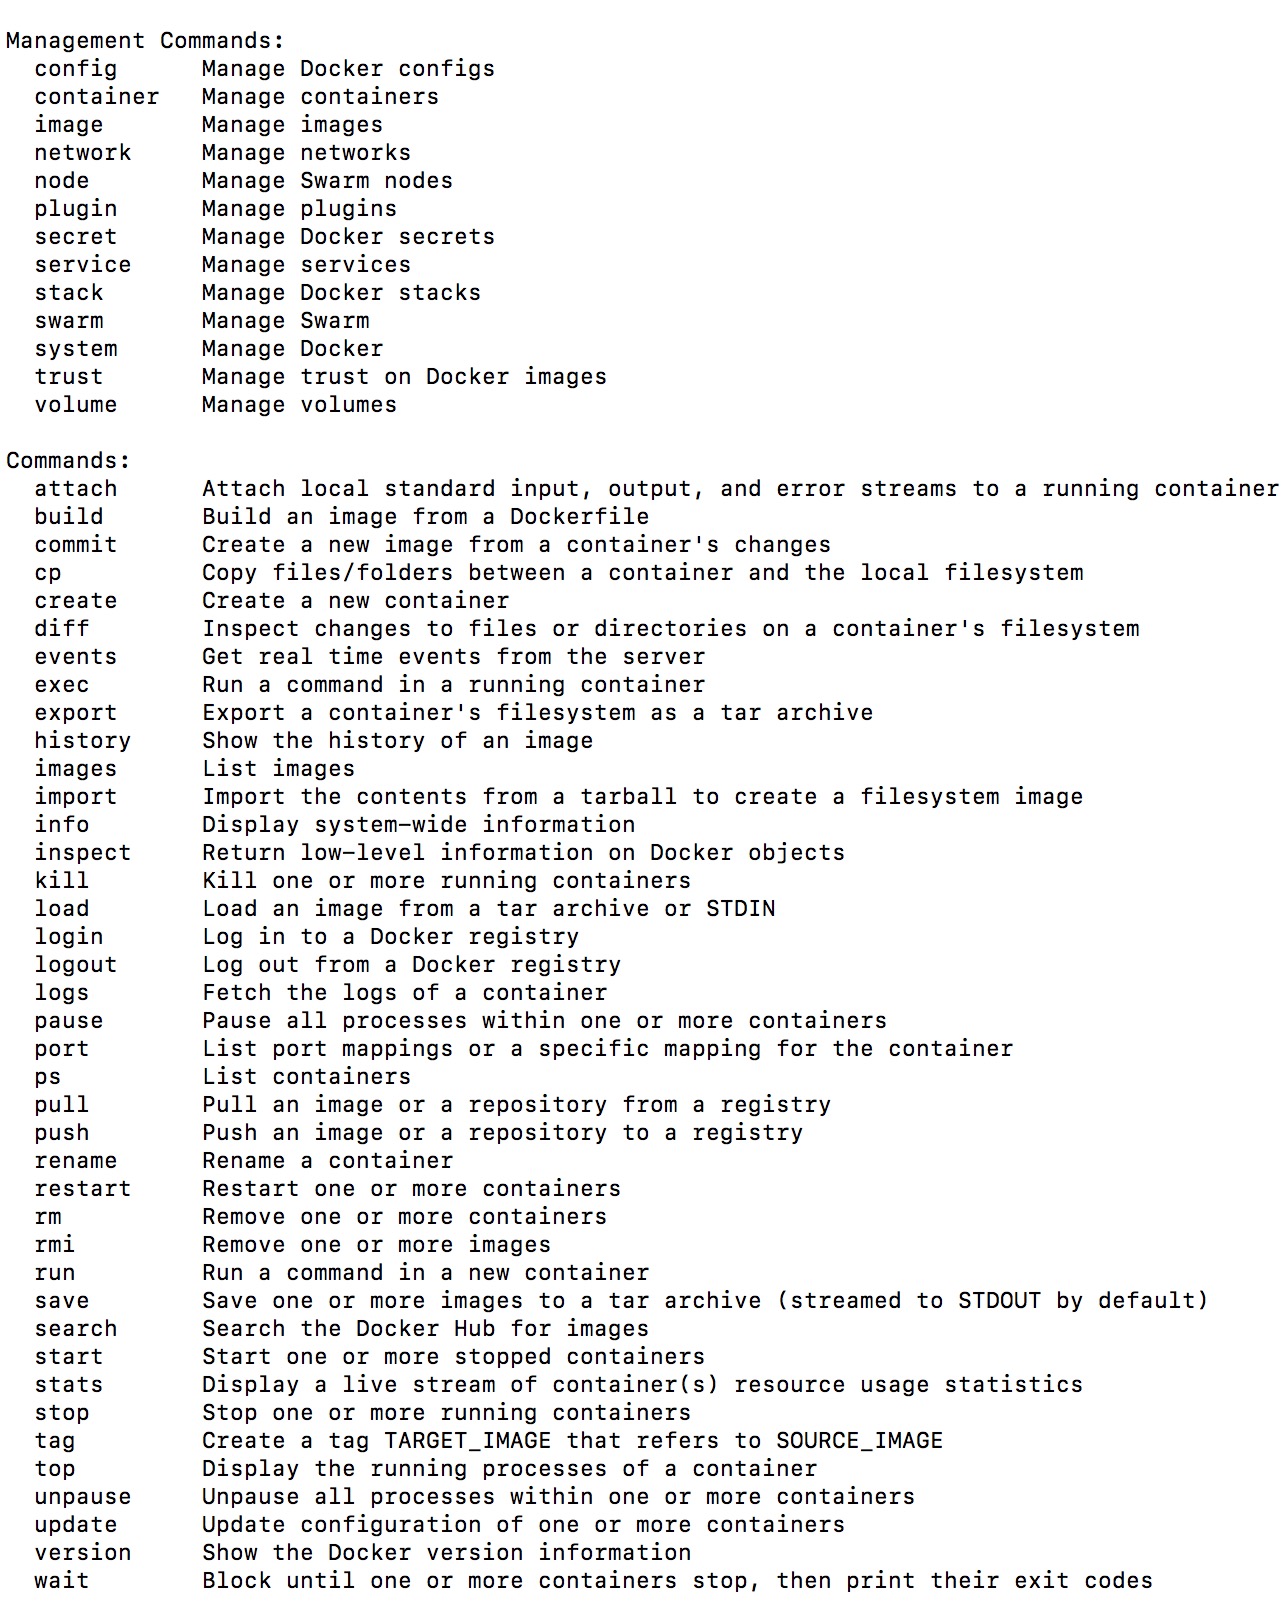 Management Commands:
  config      Manage Docker configs
  container   Manage containers
  image       Manage images
  network     Manage networks
  node        Manage Swarm nodes
  plugin      Manage plugins
  secret      Manage Docker secrets
  service     Manage services
  stack       Manage Docker stacks
  swarm       Manage Swarm
  system      Manage Docker
  trust       Manage trust on Docker images
  volume      Manage volumes

Commands:
  attach      Attach local standard input, output, and error streams to a running container
  build       Build an image from a Dockerfile
  commit      Create a new image from a container's changes
  cp          Copy files/folders between a container and the local filesystem
  create      Create a new container
  diff        Inspect changes to files or directories on a container's filesystem
  events      Get real time events from the server
  exec        Run a command in a running container
  export      Export a container's filesystem as a tar archive
  history     Show the history of an image
  images      List images
  import      Import the contents from a tarball to create a filesystem image
  info        Display system-wide information
  inspect     Return low-level information on Docker objects
  kill        Kill one or more running containers
  load        Load an image from a tar archive or STDIN
  login       Log in to a Docker registry
  logout      Log out from a Docker registry
  logs        Fetch the logs of a container
  pause       Pause all processes within one or more containers
  port        List port mappings or a specific mapping for the container
  ps          List containers
  pull        Pull an image or a repository from a registry
  push        Push an image or a repository to a registry
  rename      Rename a container
  restart     Restart one or more containers
  rm          Remove one or more containers
  rmi         Remove one or more images
  run         Run a command in a new container
  save        Save one or more images to a tar archive (streamed to STDOUT by default)
  search      Search the Docker Hub for images
  start       Start one or more stopped containers
  stats       Display a live stream of container(s) resource usage statistics
  stop        Stop one or more running containers
  tag         Create a tag TARGET_IMAGE that refers to SOURCE_IMAGE
  top         Display the running processes of a container
  unpause     Unpause all processes within one or more containers
  update      Update configuration of one or more containers
  version     Show the Docker version information
  wait        Block until one or more containers stop, then print their exit codes